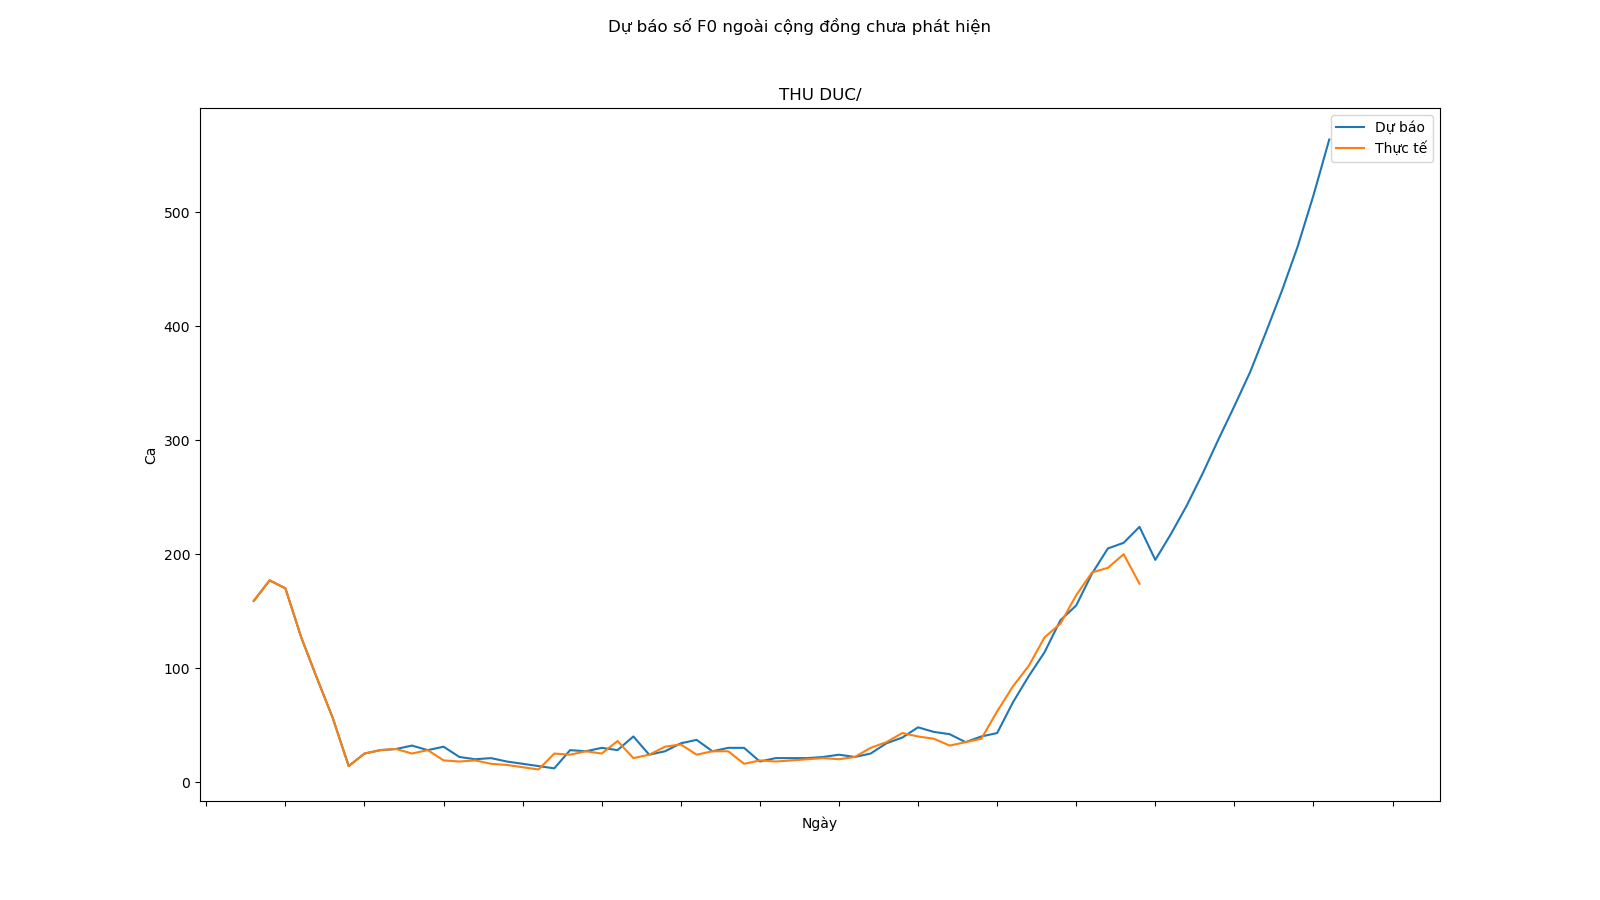 Dự báo số F0 ngoài cộng đồng chưa phát hiện
THU DUC/
Dự báo
Thực tế
500
400
300
200
100
0
Ca
Ngày